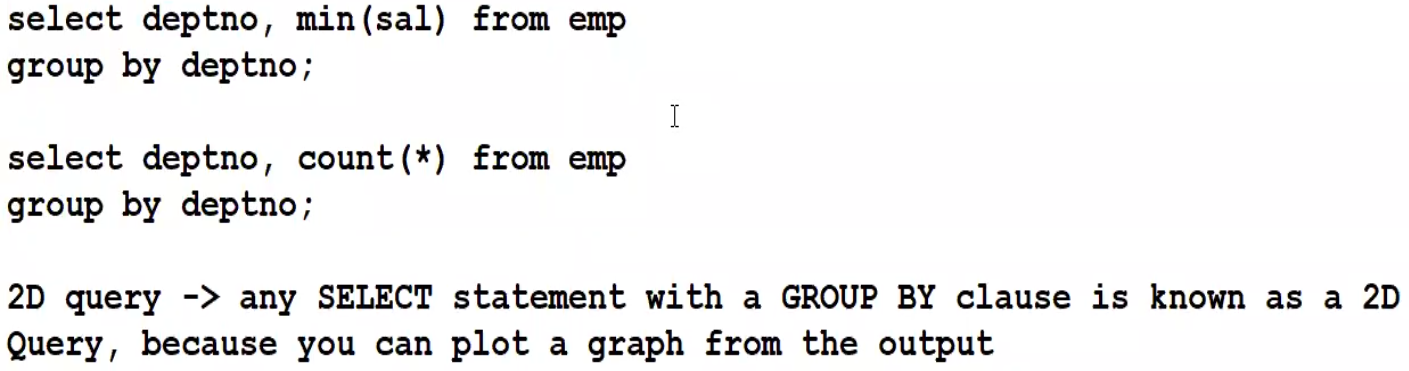 select deptno, min(sal) from emp
group by deptno;
select deptno, count(*) from emp
group by deptno;
2D query -> any SELECT statement with a GROUP BY clause is known as a 2D
Query, because you can plot a graph from the output